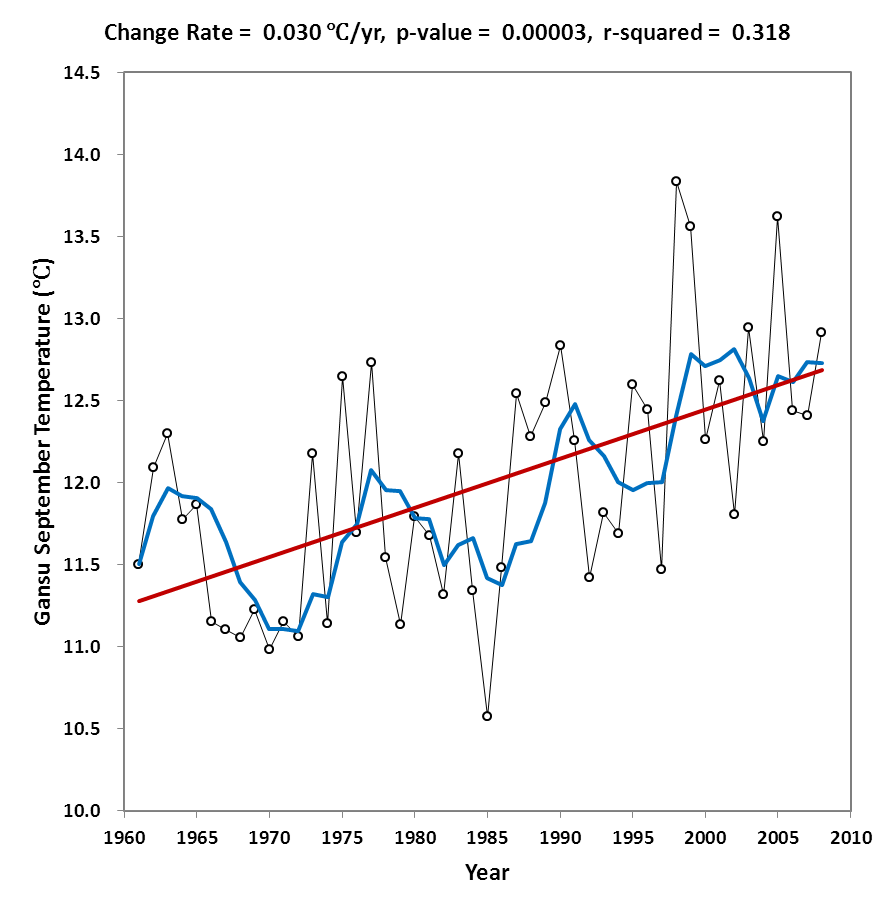 Change Rate = 0.030 ℃/yr, p-value = 0.00003, r-squared = 0.318
14.5
14.0
13.5
13.0
12.5
12.0
11.5
11.0
10.5
10.0
Gansu September Temperature (℃)
1960 1965 1970 1975 1980 1985 1990 1995 2000 2005 2010
Year